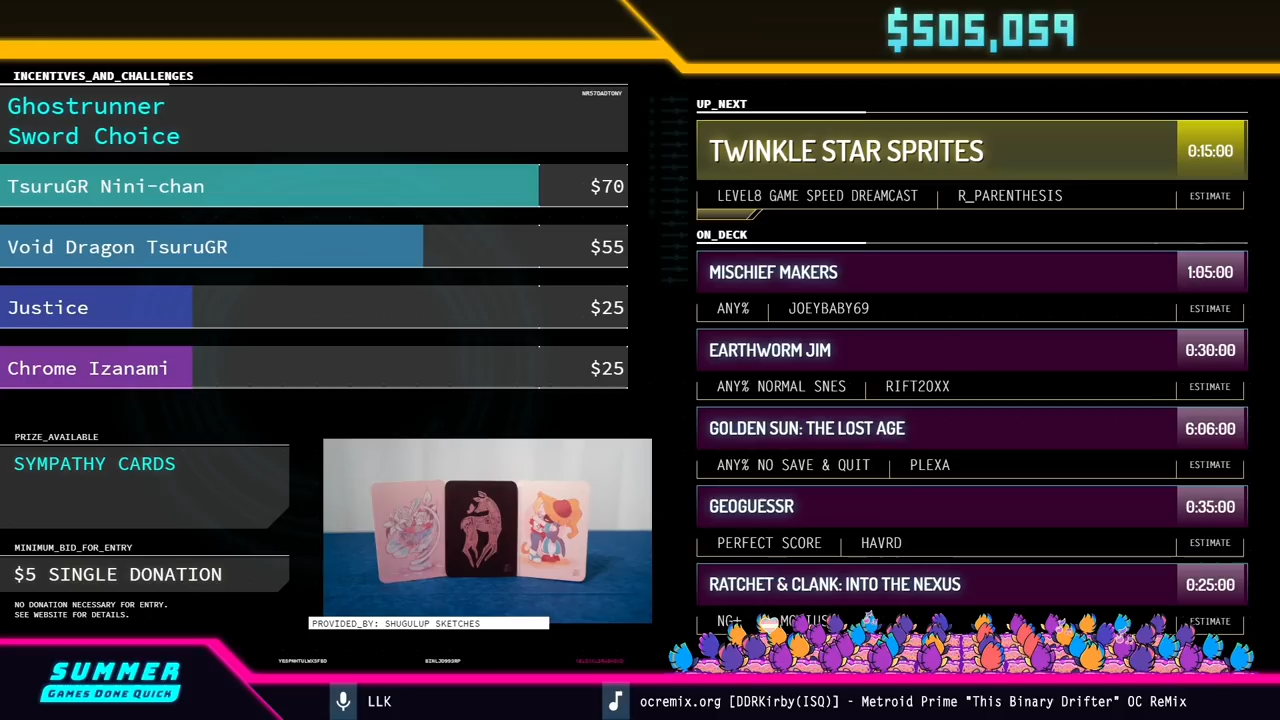 $505,059
INCENTIVES_AND_CHALLENGES
Ghostrunner
Sword Choice
TsuruGR Nini-chan $70
Void Dragon TsuruGR $55
Justice $25
Chrome Izanami $25
PRIZE_AVAILABLE
SYMPATHY CARDS
MINIMUM_BID_FOR_ENTRY
$5 SINGLE DONATION
NO DONATION NECESSARY FOR ENTRY.
SEE WEBSITE FOR DETAILS.
PROVIDED_BY: SHUGULUP SKETCHES
UP_NEXT
TWINKLE STAR SPRITES 0:15:00
LEVEL8 GAME SPEED DREAMCAST R_PARENTHESIS ESTIMATE
ON_DECK
MISCHIEF MAKERS 1:05:00
ANY% JOEYBABY69 ESTIMATE
EARTHWORM JIM 0:30:00
ANY% NORMAL SNES RIFT20XX ESTIMATE
GOLDEN SUN: THE LOST AGE 6:06:00
ANY% NO SAVE & QUIT PLEXA ESTIMATE
GEOGUESSR 0:35:00
PERFECT SCORE HAVRD ESTIMATE
RATCHET & CLANK: INTO THE NEXUS 0:25:00
NG+ ESTIMATE
SUMMER
GAMES DONE QUICK
LLK
ocremix.org [DDRKirby(ISQ)] - Metroid Prime "This Binary Drifter" OC ReMix